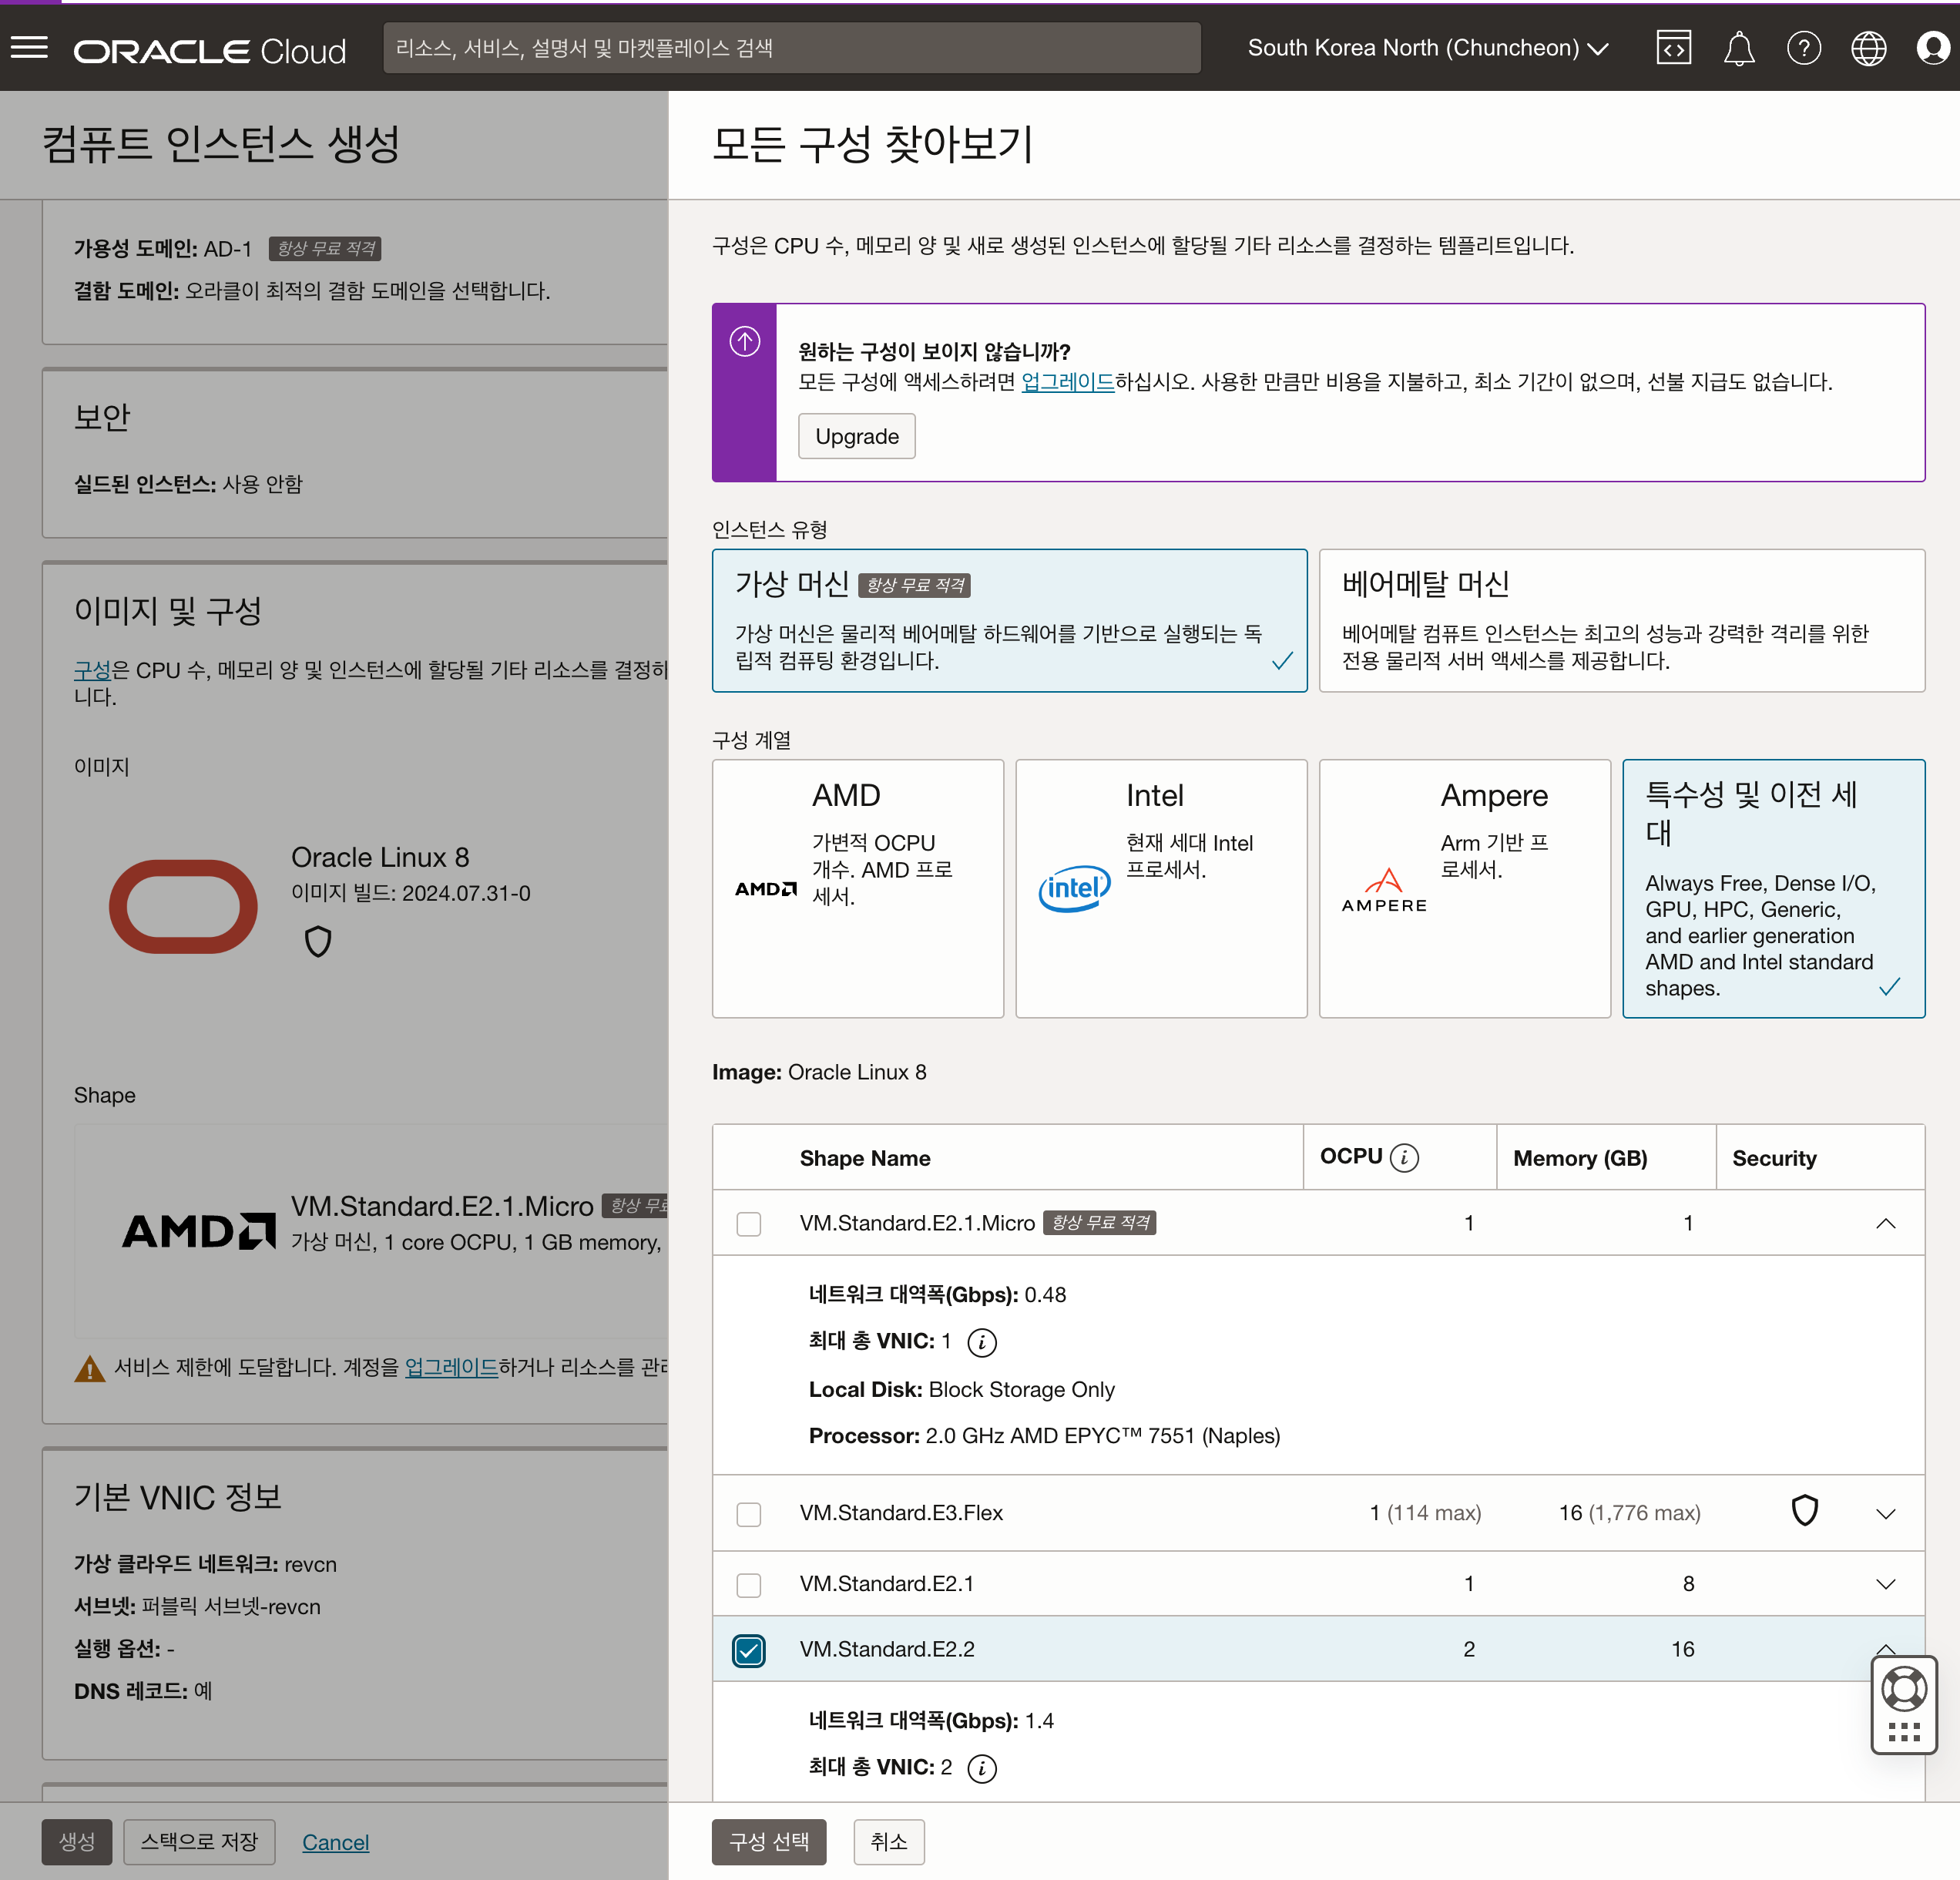 ORACLE Cloud
리소스, 서비스, 설명서 및 마켓플레이스 검색
South Korea North (Chuncheon)
컴퓨트 인스턴스 생성
가용성 도메인: AD-1 항상 무료 적격
결함 도메인: 오라클이 최적의 결함 도메인을 선택합니다.
보안
실드된 인스턴스: 사용 안함
이미지 및 구성
구성은 CPU 수, 메모리 양 및 인스턴스에 할당될 기타 리소스를 결정하
니다.
이미지
Oracle Linux 8
이미지 빌드: 2024.07.31-0
Shape
AMD
VM.Standard.E2.1.Micro 항상 무
가상 머신, 1 core OCPU, 1 GB memory,
서비스 제한에 도달합니다. 계정을 업그레이드하거나 리소스를 관
기본 VNIC 정보
가상 클라우드 네트워크: revcn
서브넷: 퍼블릭 서브넷-revcn
실행 옵션: -
DNS 레코드: 예
생성
스택으로 저장
Cancel
모든 구성 찾아보기
구성은 CPU 수, 메모리 양 및 새로 생성된 인스턴스에 할당될 기타 리소스를 결정하는 템플리트입니다.
원하는 구성이 보이지 않습니까?
모든 구성에 액세스하려면 업그레이드하십시오. 사용한 만큼만 비용을 지불하고, 최소 기간이 없으며, 선불 지급도 없습니다.
Upgrade
인스턴스 유형
가상 머신 항상 무료 적격
가상 머신은 물리적 베어메탈 하드웨어를 기반으로 실행되는 독
립적 컴퓨팅 환경입니다.
베어메탈 머신
베어메탈 컴퓨트 인스턴스는 최고의 성능과 강력한 격리를 위한
전용 물리적 서버 액세스를 제공합니다.
구성 계열
AMD
AMD
가변적 OCPU
개수. AMD 프로
세서.
Intel
intel
현재 세대 Intel
프로세서.
Ampere
AMPERE
Arm 기반 프
로세서.
특수성 및 이전 세
대
Always Free, Dense I/O,
GPU, HPC, Generic,
and earlier generation
AMD and Intel standard
shapes.
Image: Oracle Linux 8
Shape Name OCPU Memory (GB) Security
VM.Standard.E2.1.Micro 항상 무료 적격 1 1
네트워크 대역폭(Gbps): 0.48
최대 총 VNIC: 1
Local Disk: Block Storage Only
Processor: 2.0 GHz AMD EPYC™ 7551 (Naples)
VM.Standard.E3.Flex 1 (114 max) 16 (1,776 max)
VM.Standard.E2.1 1 8
VM.Standard.E2.2 2 16
네트워크 대역폭(Gbps): 1.4
최대 총 VNIC: 2
구성 선택
취소